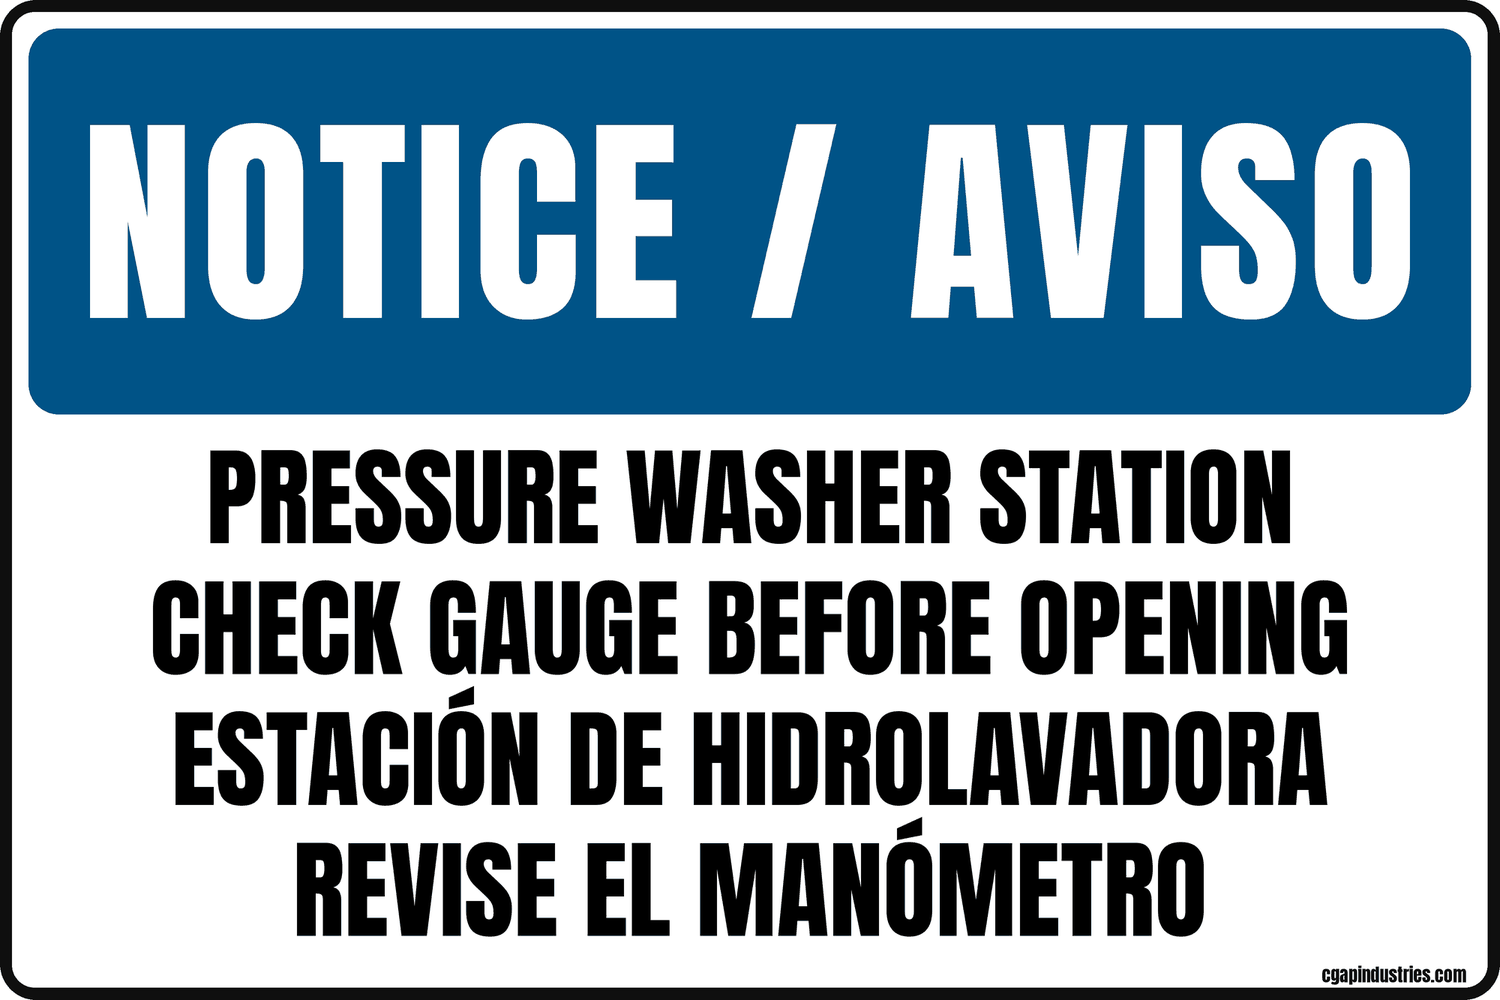 NOTICE / AVISO
PRESSURE WASHER STATION
CHECK GAUGE BEFORE OPENING
ESTACIÓN DE HIDROLAVADORA
REVISE EL MANÓMETRO
cgapindustries.com